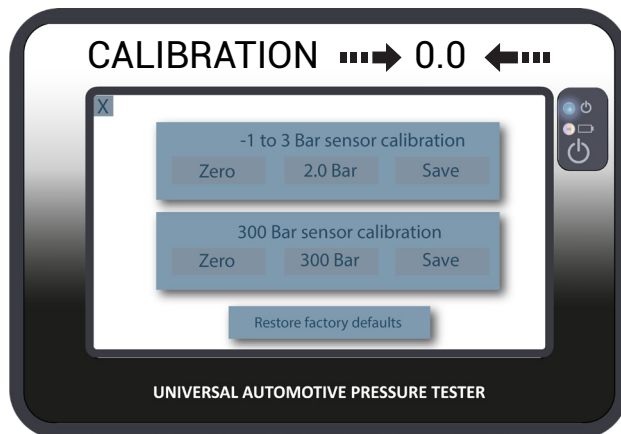 CALIBRATION 0.0
X
-1 to 3 Bar sensor calibration
Zero 2.0 Bar Save
300 Bar sensor calibration
Zero 300 Bar Save
Restore factory defaults
UNIVERSAL AUTOMOTIVE PRESSURE TESTER